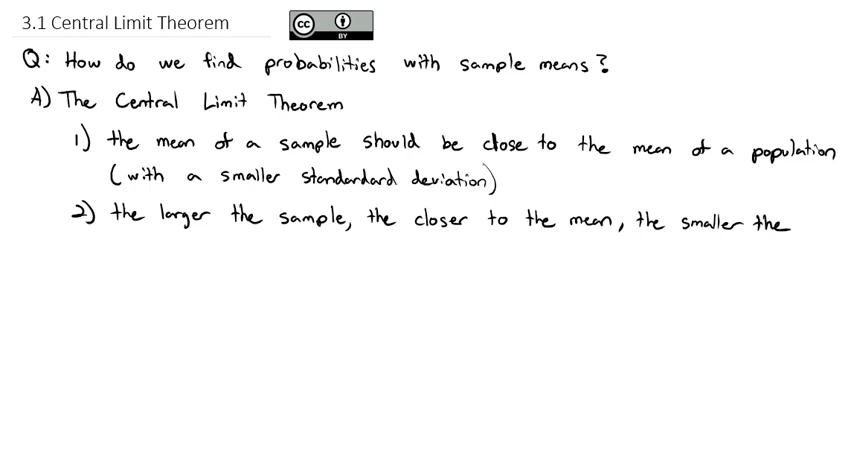 3.1 Central Limit Theorem
cc BY
Q: How do we find probabilities with sample means?
A) The Central Limit Theorem
1) the mean of a sample should be close to the mean of a population
(with a smaller standardard deviation)
2) the larger the sample, the closer to the mean, the smaller the